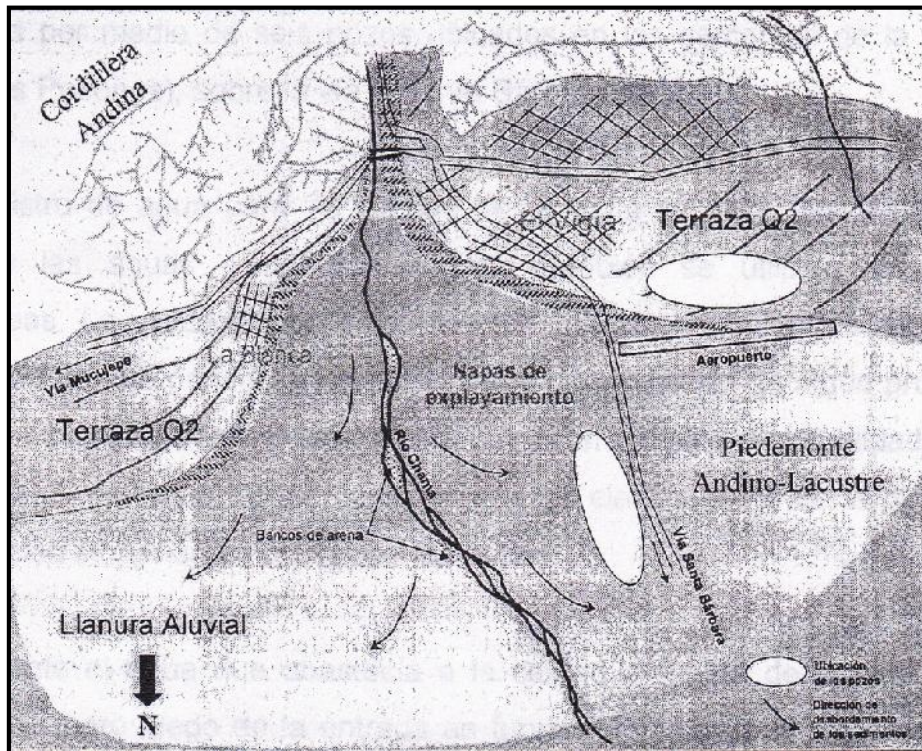 Cordillera
Andina
El Vigía
Terraza Q2
La Blanca
Vía Mucujepe
Aeropuerto
Napas de
explayamiento
Terraza Q2
Río Chama
Piedemonte
Andino-Lacustre
Bancos de arena
Vía Santa Bárbara
Llanura Aluvial
N
Ubicación
de los pozos
Dirección de
desbordamiento
de los sedimentos